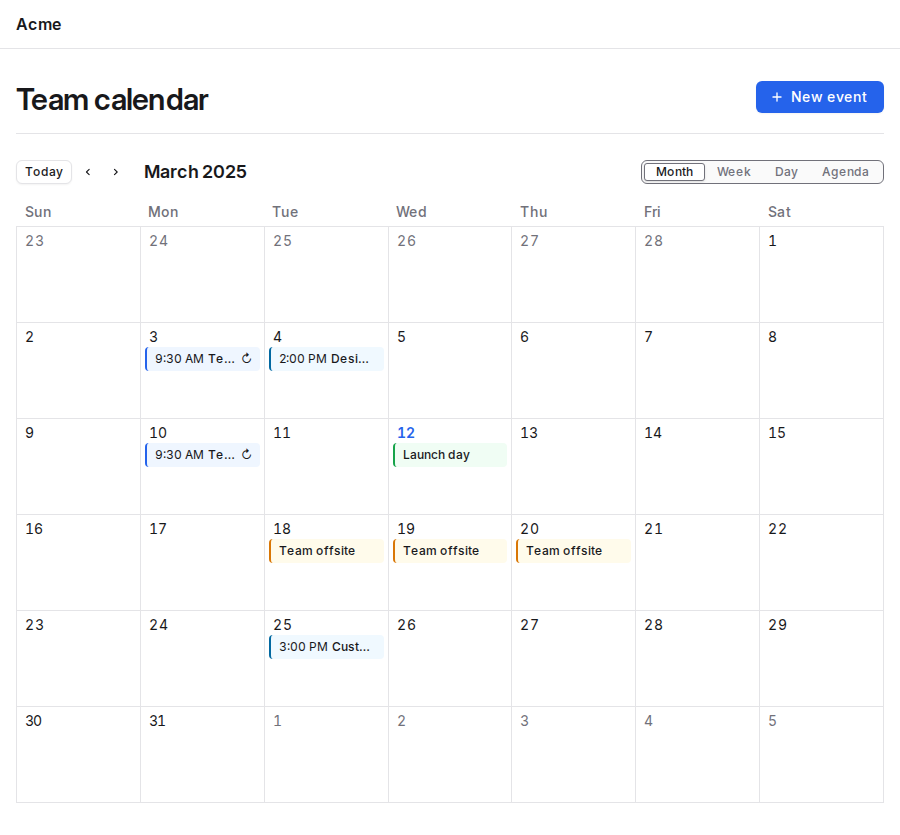 Acme
Team calendar
+ New event
Today
March 2025
Month Week Day Agenda
Sun Mon Tue Wed Thu Fri Sat
23 24 25 26 27 28 1
2 3 4 5 6 7 8
9:30 AM Te... 2:00 PM Desi...
9 10 11 12 13 14 15
9:30 AM Te... Launch day
16 17 18 19 20 21 22
Team offsite Team offsite Team offsite
23 24 25 26 27 28 29
3:00 PM Cust...
30 31 1 2 3 4 5